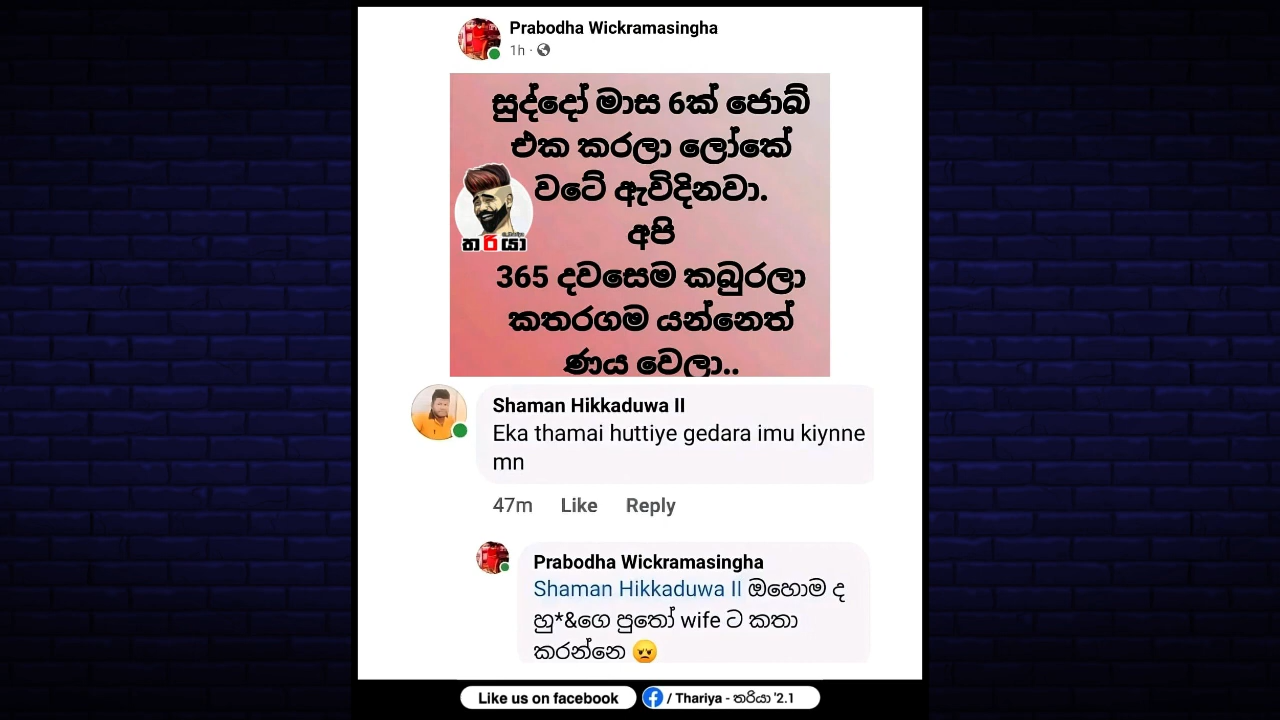 Prabodha Wickramasingha
1h ·
සුද්දෝ මාස 6ක් ජොබ්
එක කරලා ලෝකේ
වටේ ඇවිදිනවා.
අපි
365 දවසෙම කබුරලා
කතරගම යන්නෙත්
ණය වෙලා..
තරියා
Shaman Hikkaduwa II
Eka thamai huttiye gedara imu kiynne
mn
47m Like Reply
Prabodha Wickramasingha
Shaman Hikkaduwa II ඔහොම ද
හු*&ගෙ පුතෝ wife ට කතා
කරන්නෙ 😡
Like us on facebook
/ Thariya - තරියා '2.1